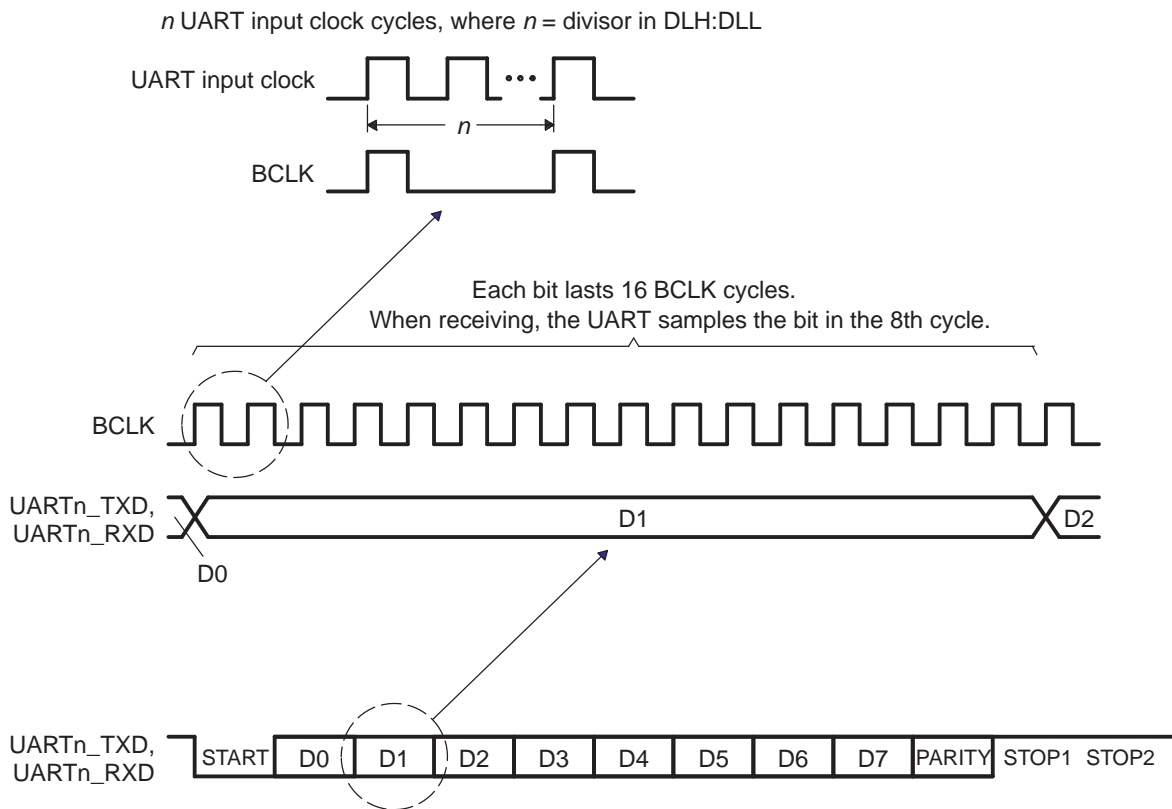 n UART input clock cycles, where n = divisor in DLH:DLL
UART input clock
n
BCLK
Each bit lasts 16 BCLK cycles.
When receiving, the UART samples the bit in the 8th cycle.
BCLK
UARTn_TXD,
UARTn_RXD
D1
D2
D0
UARTn_TXD,
UARTn_RXD
START D0 D1 D2 D3 D4 D5 D6 D7 PARITY STOP1 STOP2